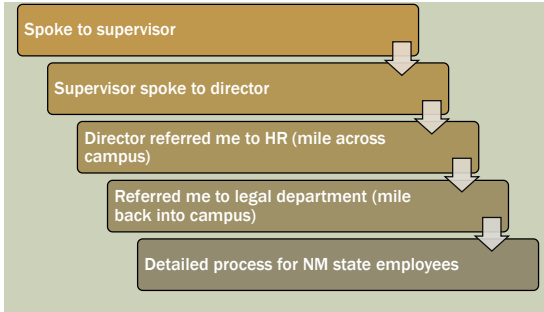 Spoke to supervisor
Supervisor spoke to director
Director referred me to HR (mile across
campus)
Referred me to legal department (mile
back into campus)
Detailed process for NM state employees